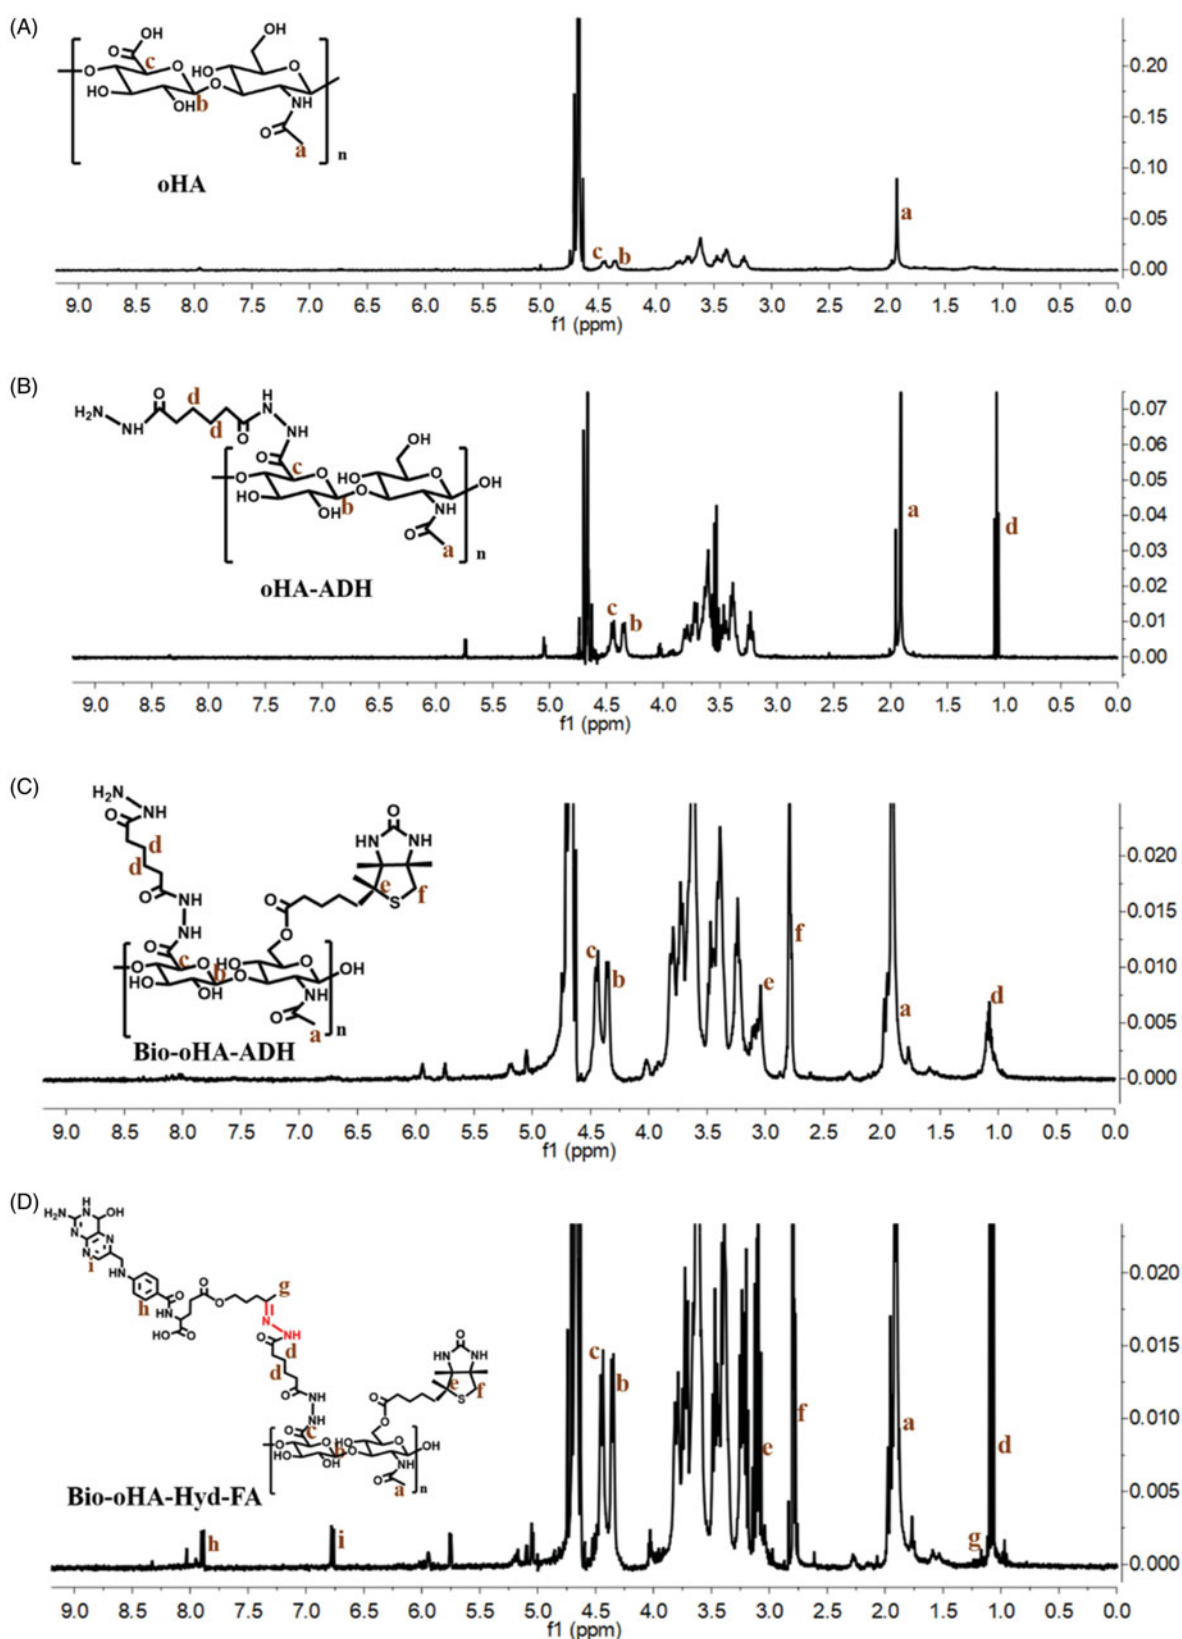 (A)
OH
O
OH
c
O
O
HO
O
HO
O
OHb
NH
O
a
n
oHA
0.20
0.15
0.10
0.05
0.00
c
b
a
9.0 8.5 8.0 7.5 7.0 6.5 6.0 5.5 5.0 4.5 4.0 3.5 3.0 2.5 2.0 1.5 1.0 0.5 0.0
f1 (ppm)
(B)
O
d
H
H₂N
N
NH
d
O
NH
OH
O
c
O
O
HO
O
HO
O
OH
OH
b
NH
O
a
n
oHA-ADH
0.07
0.06
0.05
0.04
0.03
0.02
0.01
0.00
c
b
a
d
9.0 8.5 8.0 7.5 7.0 6.5 6.0 5.5 5.0 4.5 4.0 3.5 3.0 2.5 2.0 1.5 1.0 0.5 0.0
f1 (ppm)
(C)
H₂N
NH
O
d
d
O
NH
NH
O
O
HN
NH
e
S
f
O
O
c
O
b
HO
O
O
OH
HO
OH
O
NH
O
a
n
Bio-oHA-ADH
0.020
0.015
0.010
0.005
0.000
c
b
e
f
a
d
9.0 8.5 8.0 7.5 7.0 6.5 6.0 5.5 5.0 4.5 4.0 3.5 3.0 2.5 2.0 1.5 1.0 0.5 0.0
f1 (ppm)
(D)
H
H₂N
N
OH
N
N
N
i
HN
h
O
HN
HO
O
O
O
g
N
NH
O
d
d
O
NH
NH
O
c
O
HN
NH
e
S
f
O
O
O
b
HO
O
O
OH
HO
OH
O
NH
O
a
n
Bio-oHA-Hyd-FA
0.020
0.015
0.010
0.005
0.000
h
i
c
b
e
f
a
g
d
9.0 8.5 8.0 7.5 7.0 6.5 6.0 5.5 5.0 4.5 4.0 3.5 3.0 2.5 2.0 1.5 1.0 0.5 0.0
f1 (ppm)